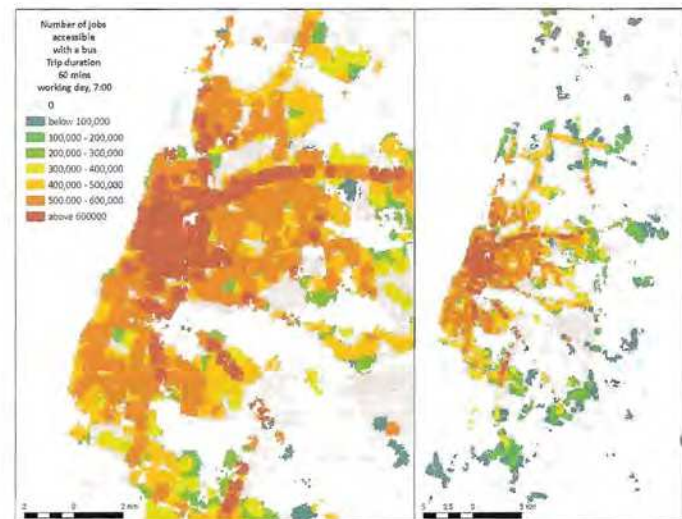 Number of jobs
accessible
with a bus
Trip duration
60 mins
working day, 7:00
0
below 100,000
100,000 - 200,000
200,000 - 300,000
300,000 - 400,000
400,000 - 500,000
500,000 - 600,000
above 600000
2
0
5
2.5
0